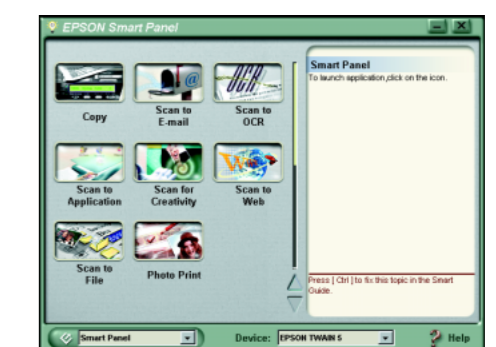 EPSON Smart Panel
Smart Panel
To launch application,click on the icon.
Copy
Scan to
E-mail
Scan to
OCR
Scan to
Application
Scan for
Creativity
Scan to
Web
Scan to
File
Photo Print
Press [ Ctrl ] to fix this topic in the Smart
Guide.
Smart Panel
Device:
EPSON TWAIN 5
Help